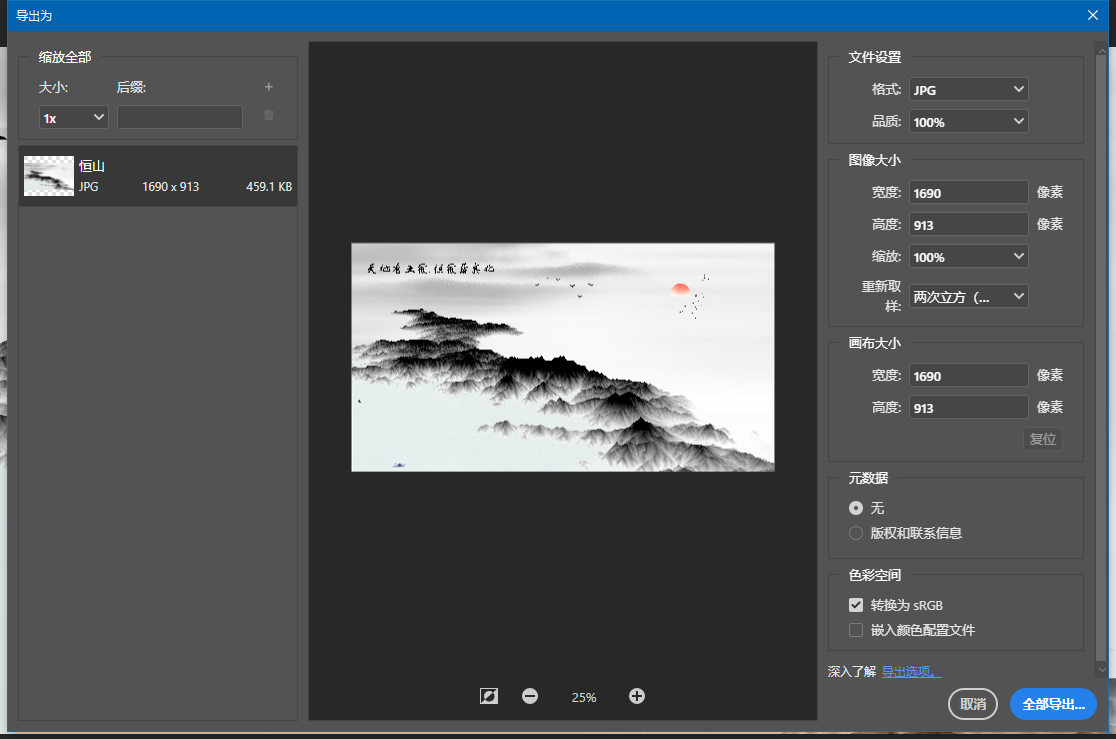 导出为
缩放全部
大小: 后缀:
1x
恒山
JPG 1690 x 913 459.1 KB
25%
文件设置
格式: JPG
品质: 100%
图像大小
宽度: 1690 像素
高度: 913 像素
缩放: 100%
重新取样: 两次立方 (...
画布大小
宽度: 1690 像素
高度: 913 像素
复位
元数据
无
版权和联系信息
色彩空间
转换为 sRGB
嵌入颜色配置文件
深入了解 导出选项。
取消 全部导出...